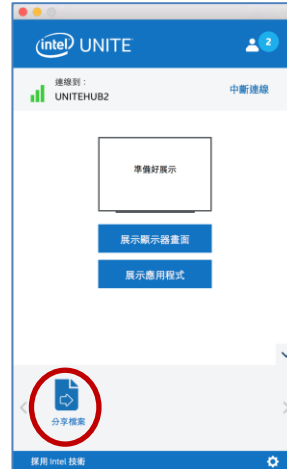 intel UNITE
2
連線到：
UNITEHUB2
中斷連線
準備好展示
展示顯示器畫面
展示應用程式
分享檔案
採用 Intel 技術